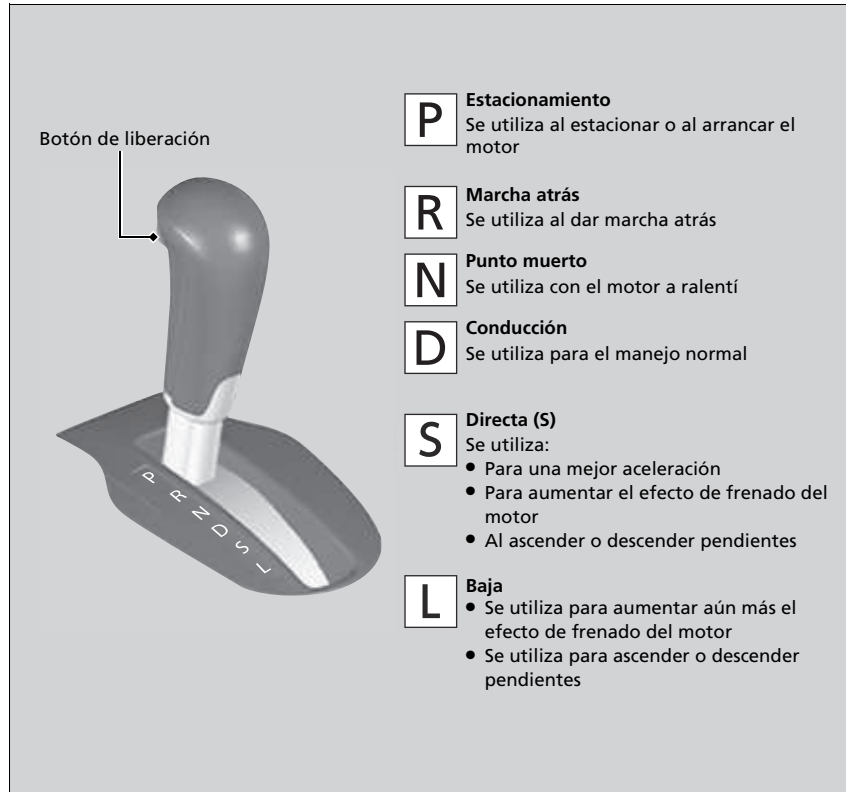 Botón de liberación
P
R
N
D
S
L
P
Estacionamiento
Se utiliza al estacionar o al arrancar el
motor
R
Marcha atrás
Se utiliza al dar marcha atrás
N
Punto muerto
Se utiliza con el motor a ralentí
D
Conducción
Se utiliza para el manejo normal
S
Directa (S)
Se utiliza:
● Para una mejor aceleración
● Para aumentar el efecto de frenado del
motor
● Al ascender o descender pendientes
L
Baja
● Se utiliza para aumentar aún más el
efecto de frenado del motor
● Se utiliza para ascender o descender
pendientes